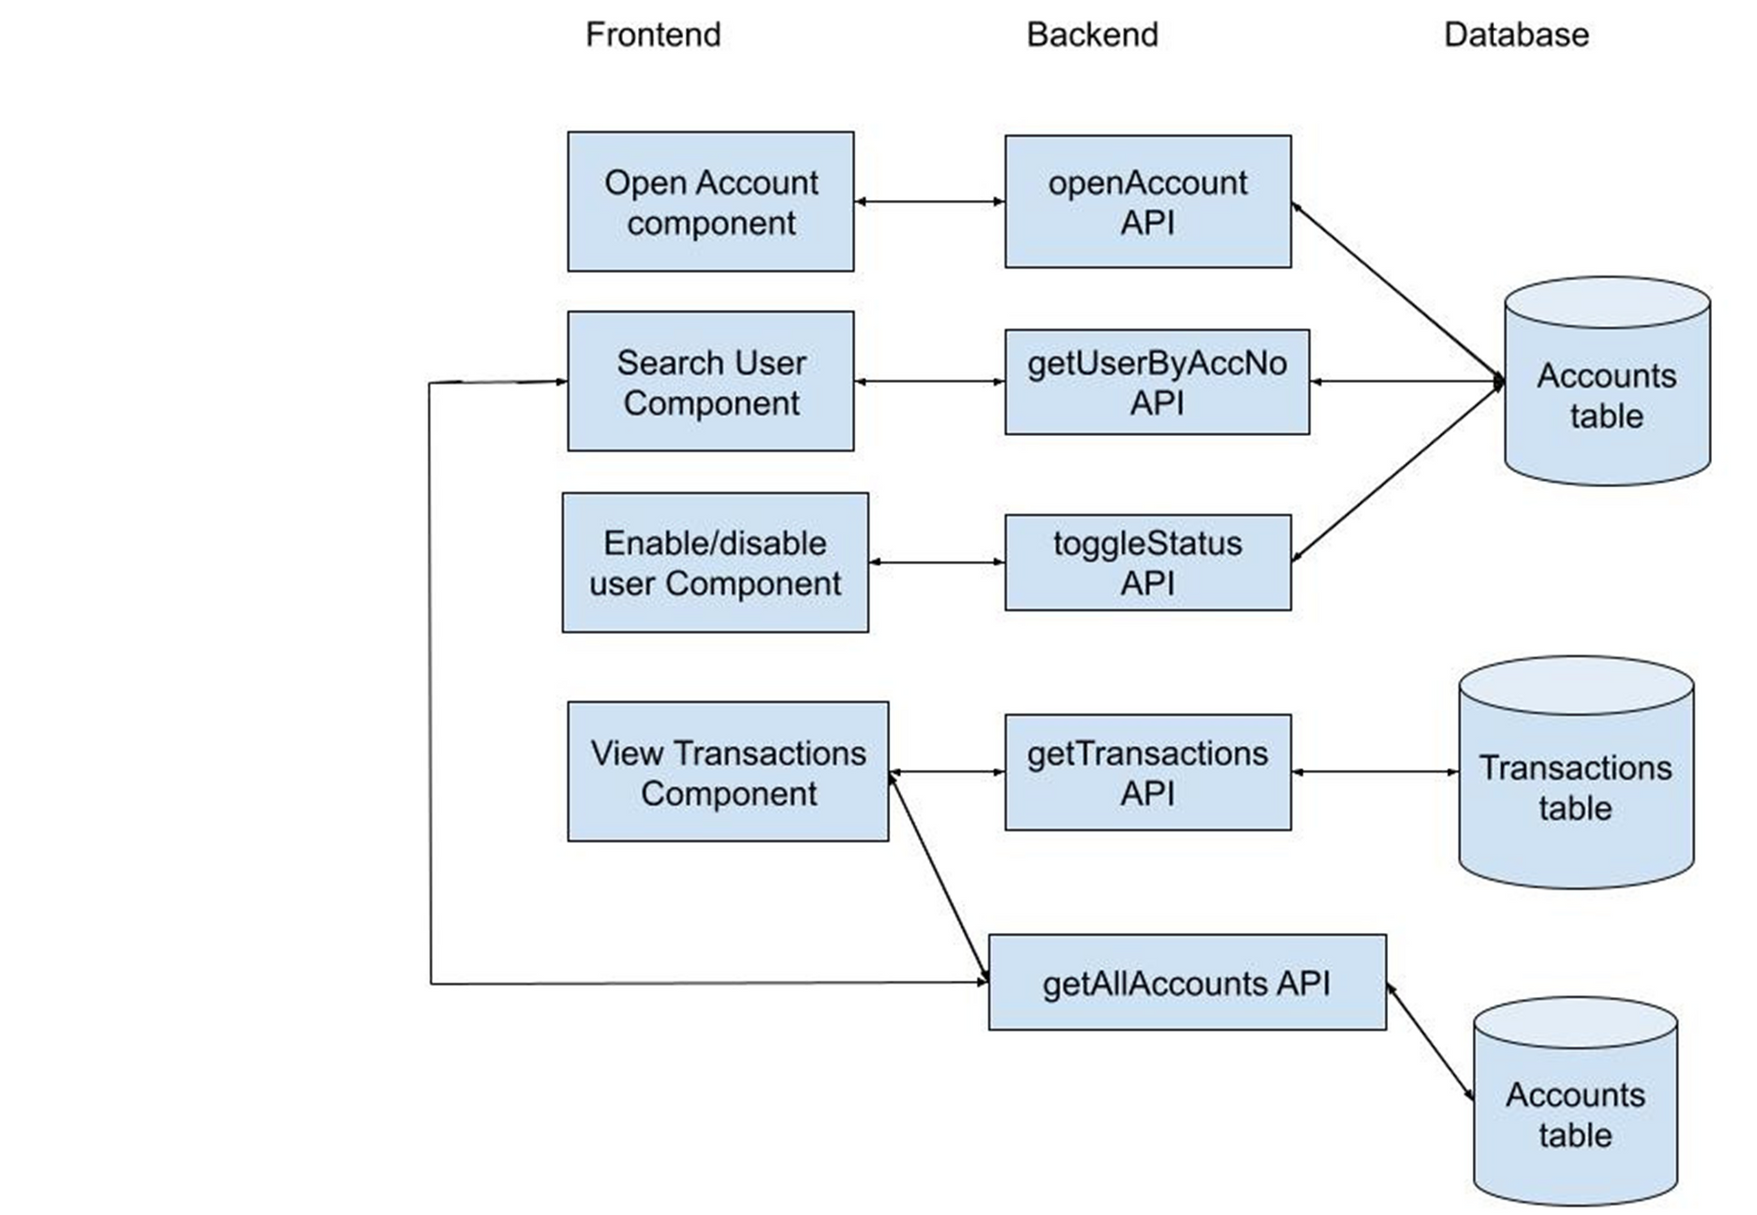 Frontend
Backend
Database
Open Account
component
openAccount
API
Search User
Component
getUserByAccNo
API
Accounts
table
Enable/disable
user Component
toggleStatus
API
View Transactions
Component
getTransactions
API
Transactions
table
getAllAccounts API
Accounts
table